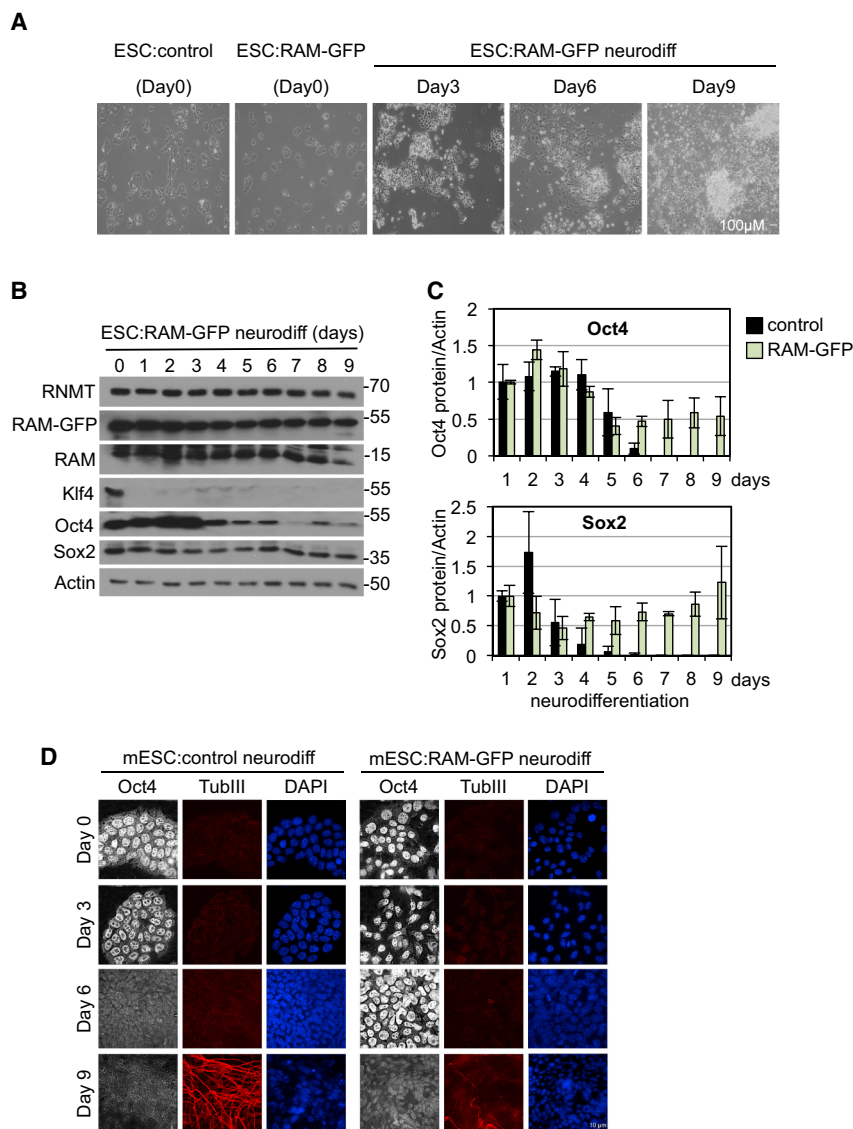 A
ESC:control ESC:RAM-GFP ESC:RAM-GFP neurodiff
(Day0) (Day0) Day3 Day6 Day9
100µM
B
ESC:RAM-GFP neurodiff (days)
0 1 2 3 4 5 6 7 8 9
RNMT -70
RAM-GFP -55
RAM -15
Klf4 -55
Oct4 -55
Sox2 -35
Actin -50
C
Oct4 protein/Actin
2
1.5
1
0.5
0
Oct4
control
RAM-GFP
1 2 3 4 5 6 7 8 9 days
Sox2 protein/Actin
2.5
2
1.5
1
0.5
0
Sox2
1 2 3 4 5 6 7 8 9 days
neurodifferentiation
D
mESC:control neurodiff mESC:RAM-GFP neurodiff
Oct4 TubIII DAPI Oct4 TubIII DAPI
Day 0
Day 3
Day 6
Day 9
10 µm